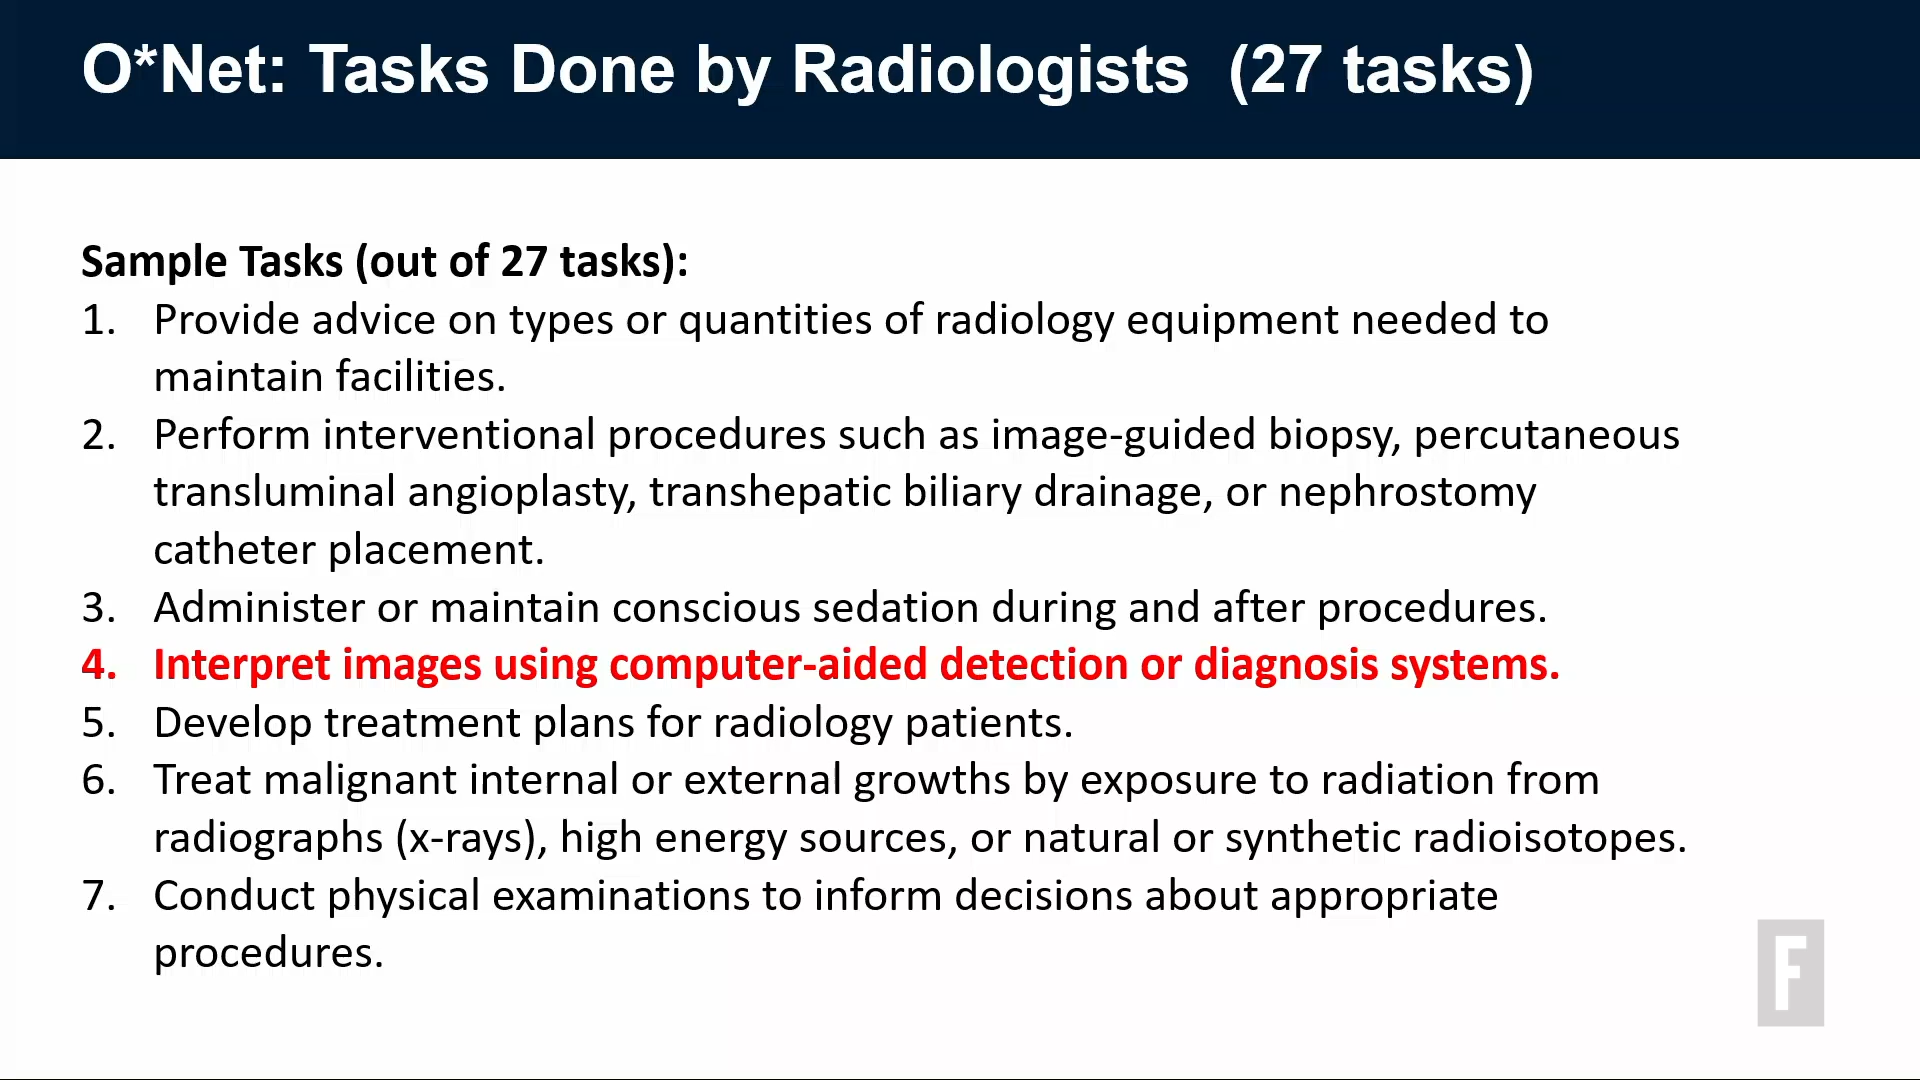 O*Net: Tasks Done by Radiologists (27 tasks)
Sample Tasks (out of 27 tasks):
1. Provide advice on types or quantities of radiology equipment needed to
maintain facilities.
2. Perform interventional procedures such as image-guided biopsy, percutaneous
transluminal angioplasty, transhepatic biliary drainage, or nephrostomy
catheter placement.
3. Administer or maintain conscious sedation during and after procedures.
4. Interpret images using computer-aided detection or diagnosis systems.
5. Develop treatment plans for radiology patients.
6. Treat malignant internal or external growths by exposure to radiation from
radiographs (x-rays), high energy sources, or natural or synthetic radioisotopes.
7. Conduct physical examinations to inform decisions about appropriate
procedures.
F